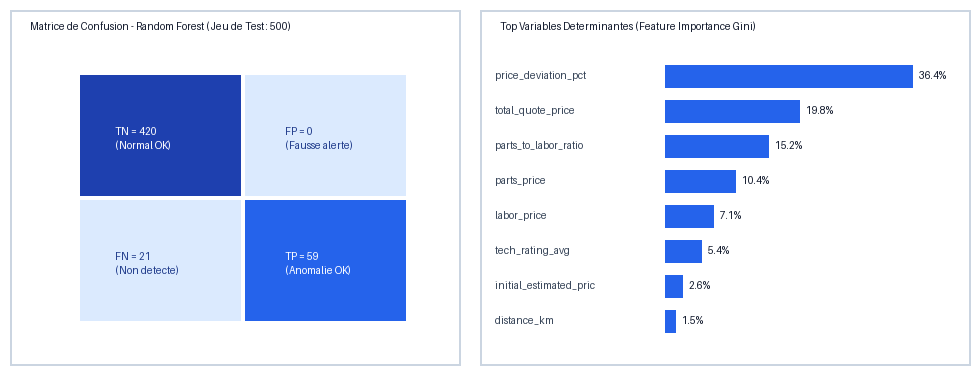 Matrice de Confusion - Random Forest (Jeu de Test: 500)
TN = 420
(Normal OK)
FP = 0
(Fausse alerte)
FN = 21
(Non detecte)
TP = 59
(Anomalie OK)
Top Variables Determinantes (Feature Importance Gini)
price_deviation_pct 36.4%
total_quote_price 19.8%
parts_to_labor_ratio 15.2%
parts_price 10.4%
labor_price 7.1%
tech_rating_avg 5.4%
initial_estimated_pric 2.6%
distance_km 1.5%